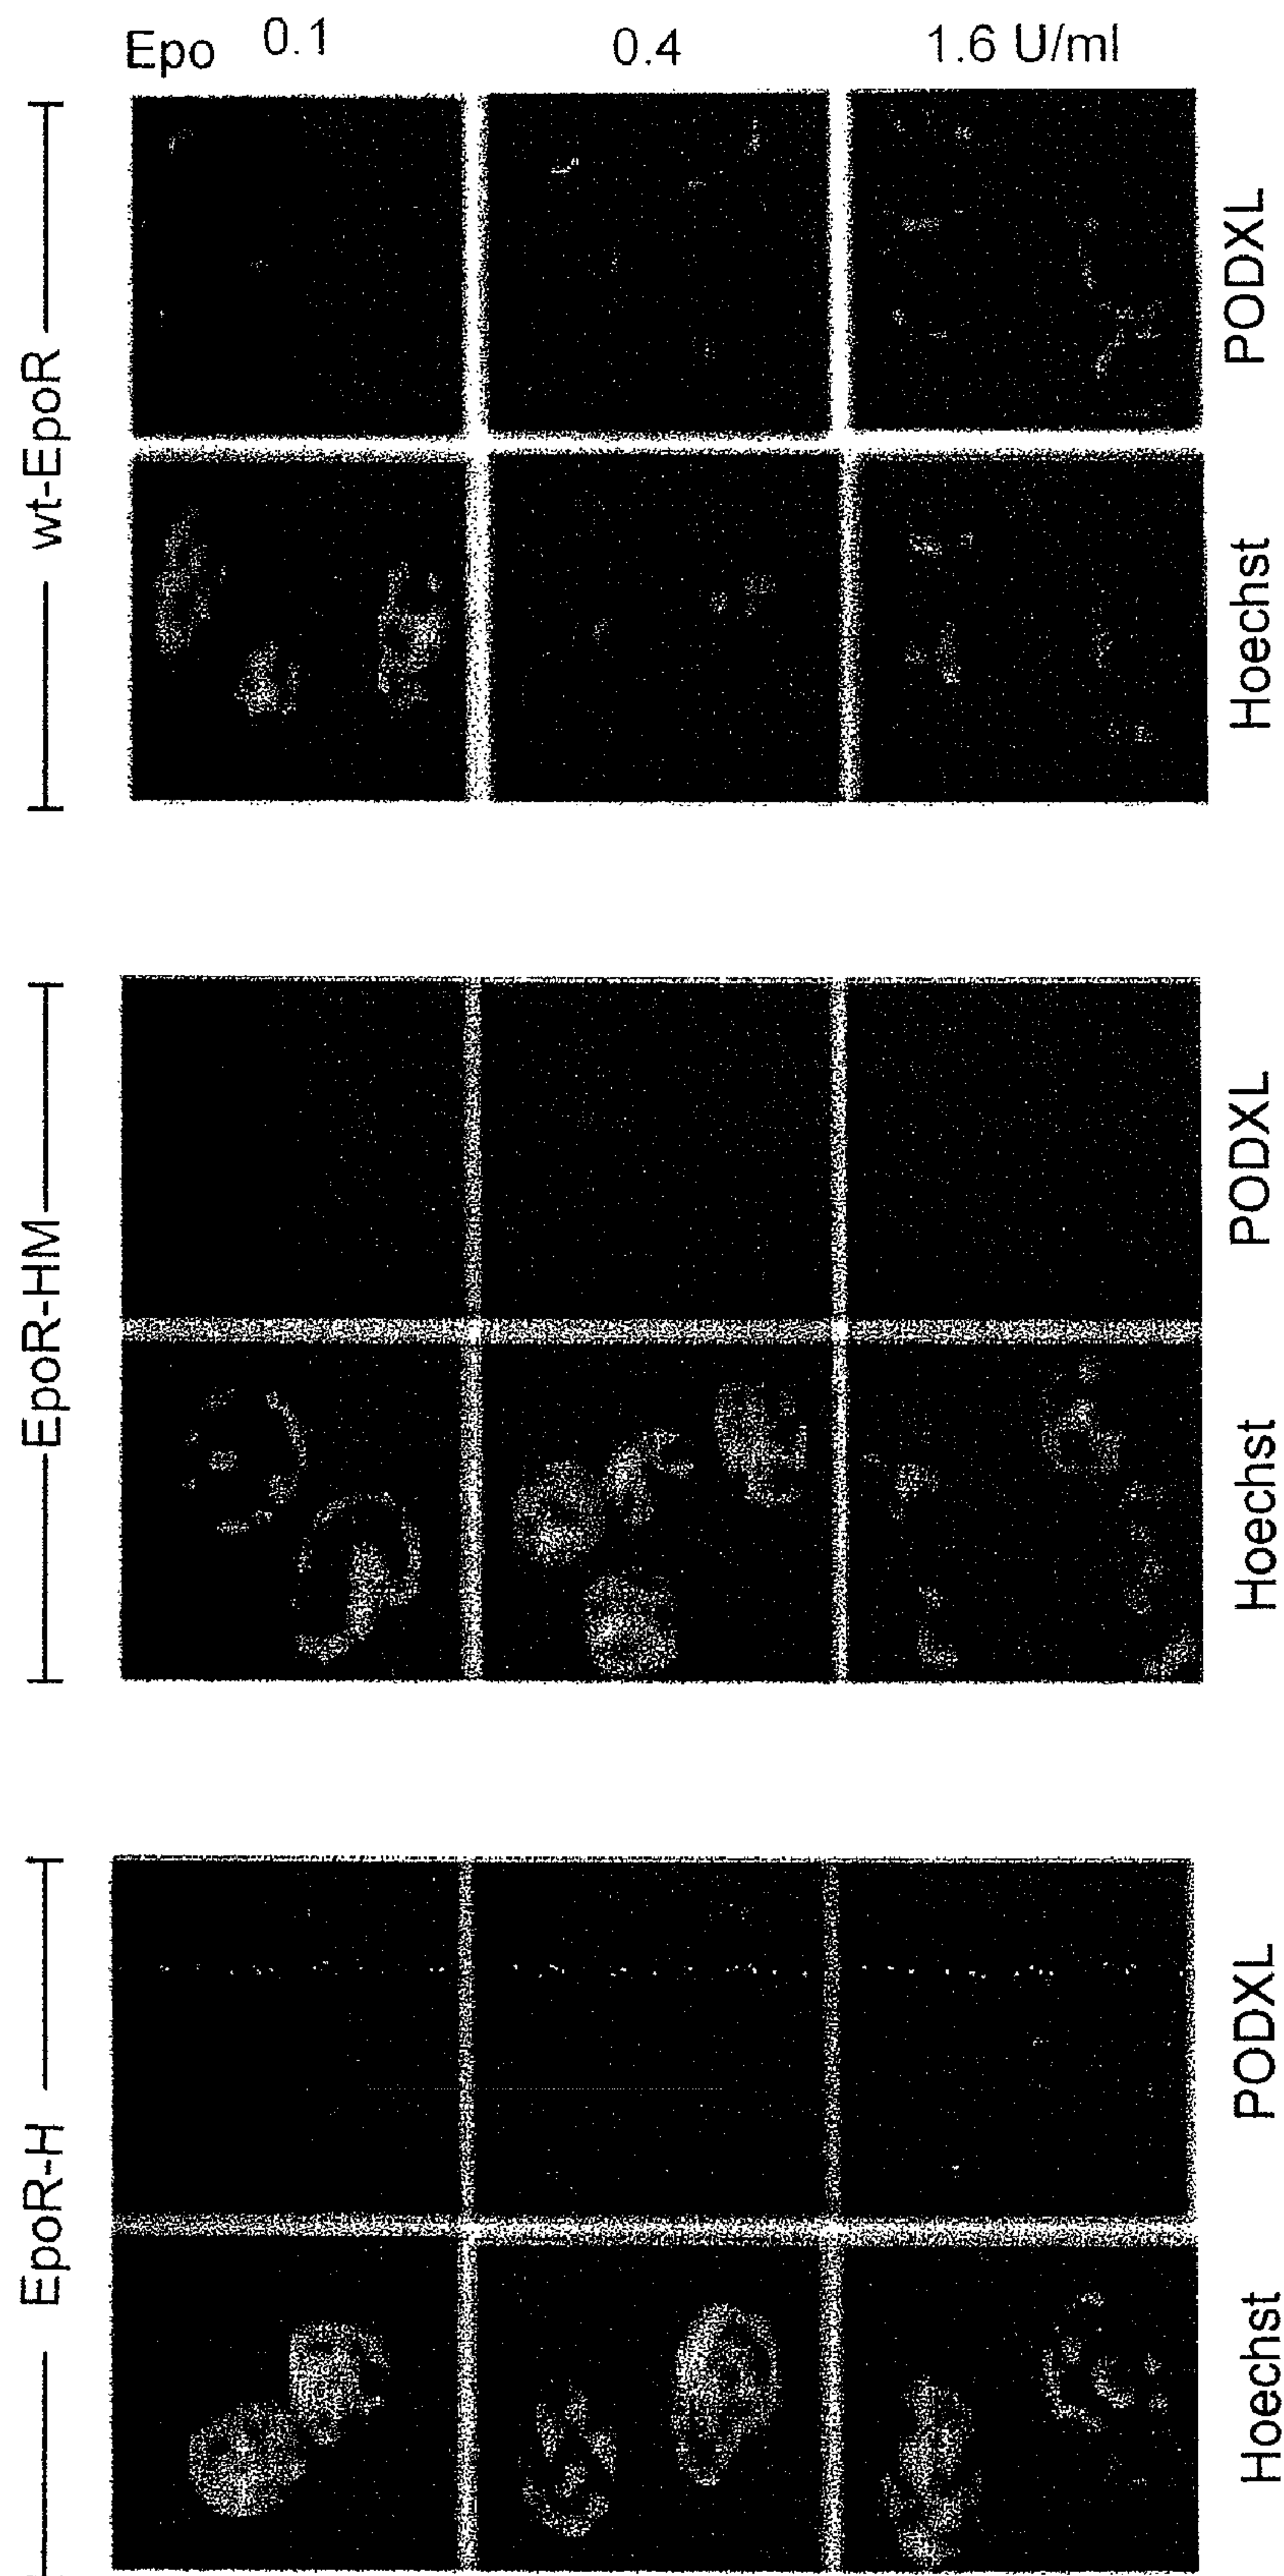 Epo 0.1 0.4 1.6 U/ml
wt-EpoR
PODXL
Hoechst
EpoR-HM
PODXL
Hoechst
EpoR-H
PODXL
Hoechst